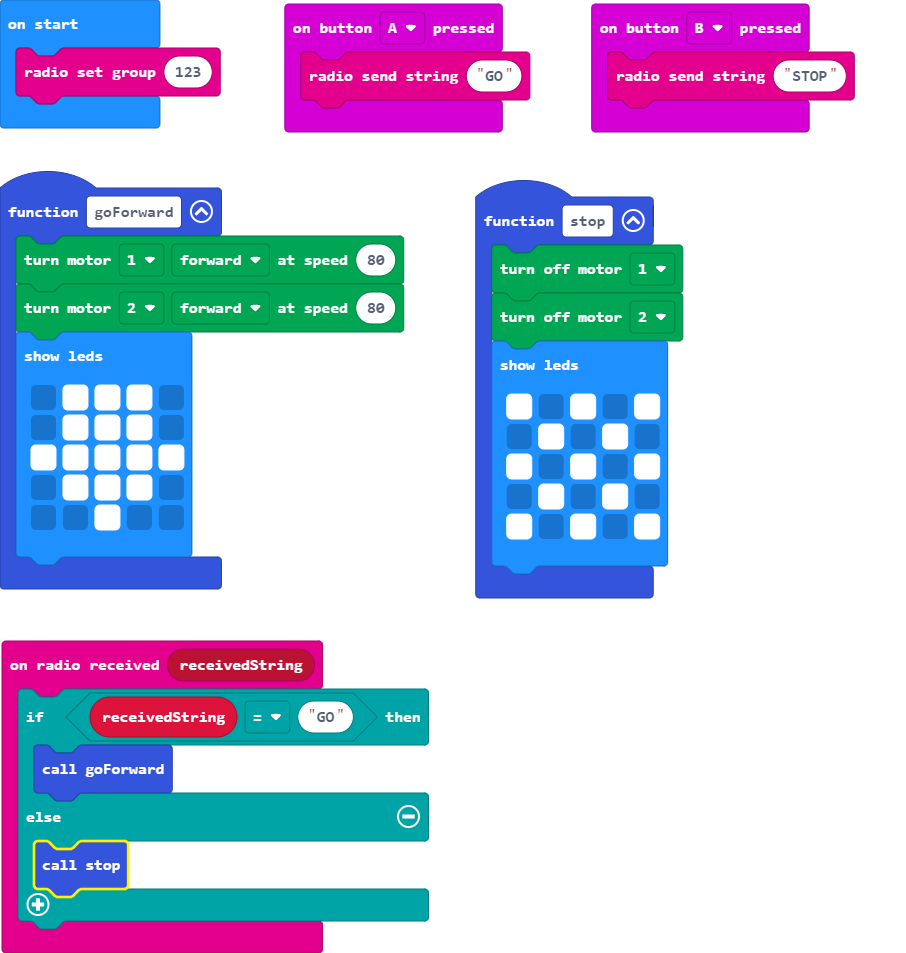 on start
radio set group 123
on button A pressed
radio send string "GO"
on button B pressed
radio send string "STOP"
function goForward
turn motor 1 forward at speed 80
turn motor 2 forward at speed 80
show leds
function stop
turn off motor 1
turn off motor 2
show leds
on radio received receivedString
if receivedString = "GO" then
call goForward
else
call stop